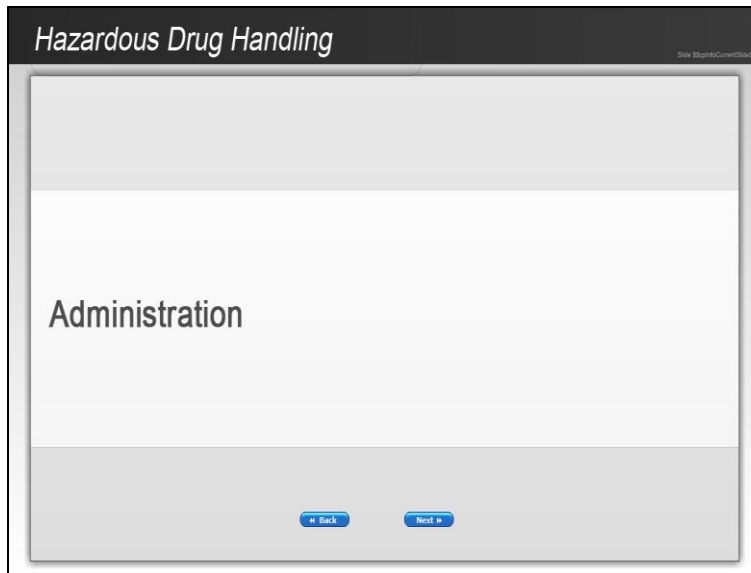 Hazardous Drug Handling
Slide $$cpInfoCurrentSlide$
Administration
« Back
Next »